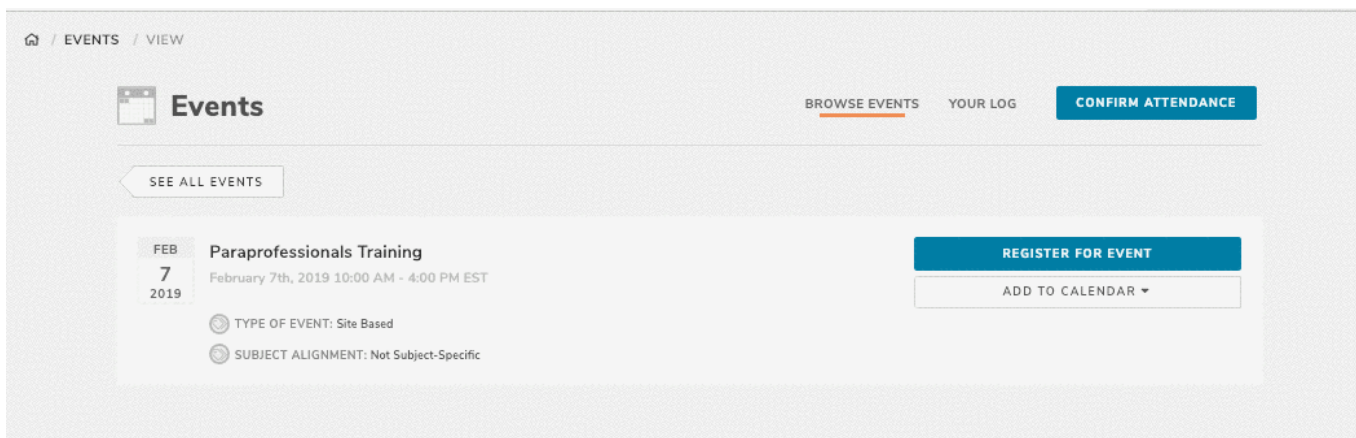 / EVENTS / VIEW
Events
BROWSE EVENTS YOUR LOG CONFIRM ATTENDANCE
SEE ALL EVENTS
FEB
7
2019
Paraprofessionals Training
February 7th, 2019 10:00 AM - 4:00 PM EST
TYPE OF EVENT: Site Based
SUBJECT ALIGNMENT: Not Subject-Specific
REGISTER FOR EVENT
ADD TO CALENDAR